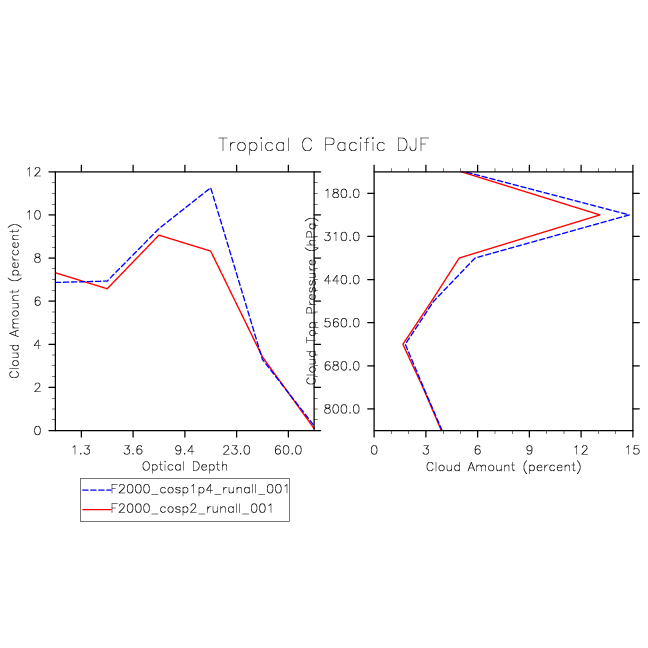 Tropical C Pacific DJF
12
10
8
6
4
2
0
Cloud Amount (percent)
1.3 3.6 9.4 23.0 60.0
Optical Depth
180.0
310.0
440.0
560.0
680.0
800.0
Cloud Top Pressure (hPa)
0 3 6 9 12 15
Cloud Amount (percent)
F2000_cosp1p4_runall_001
F2000_cosp2_runall_001